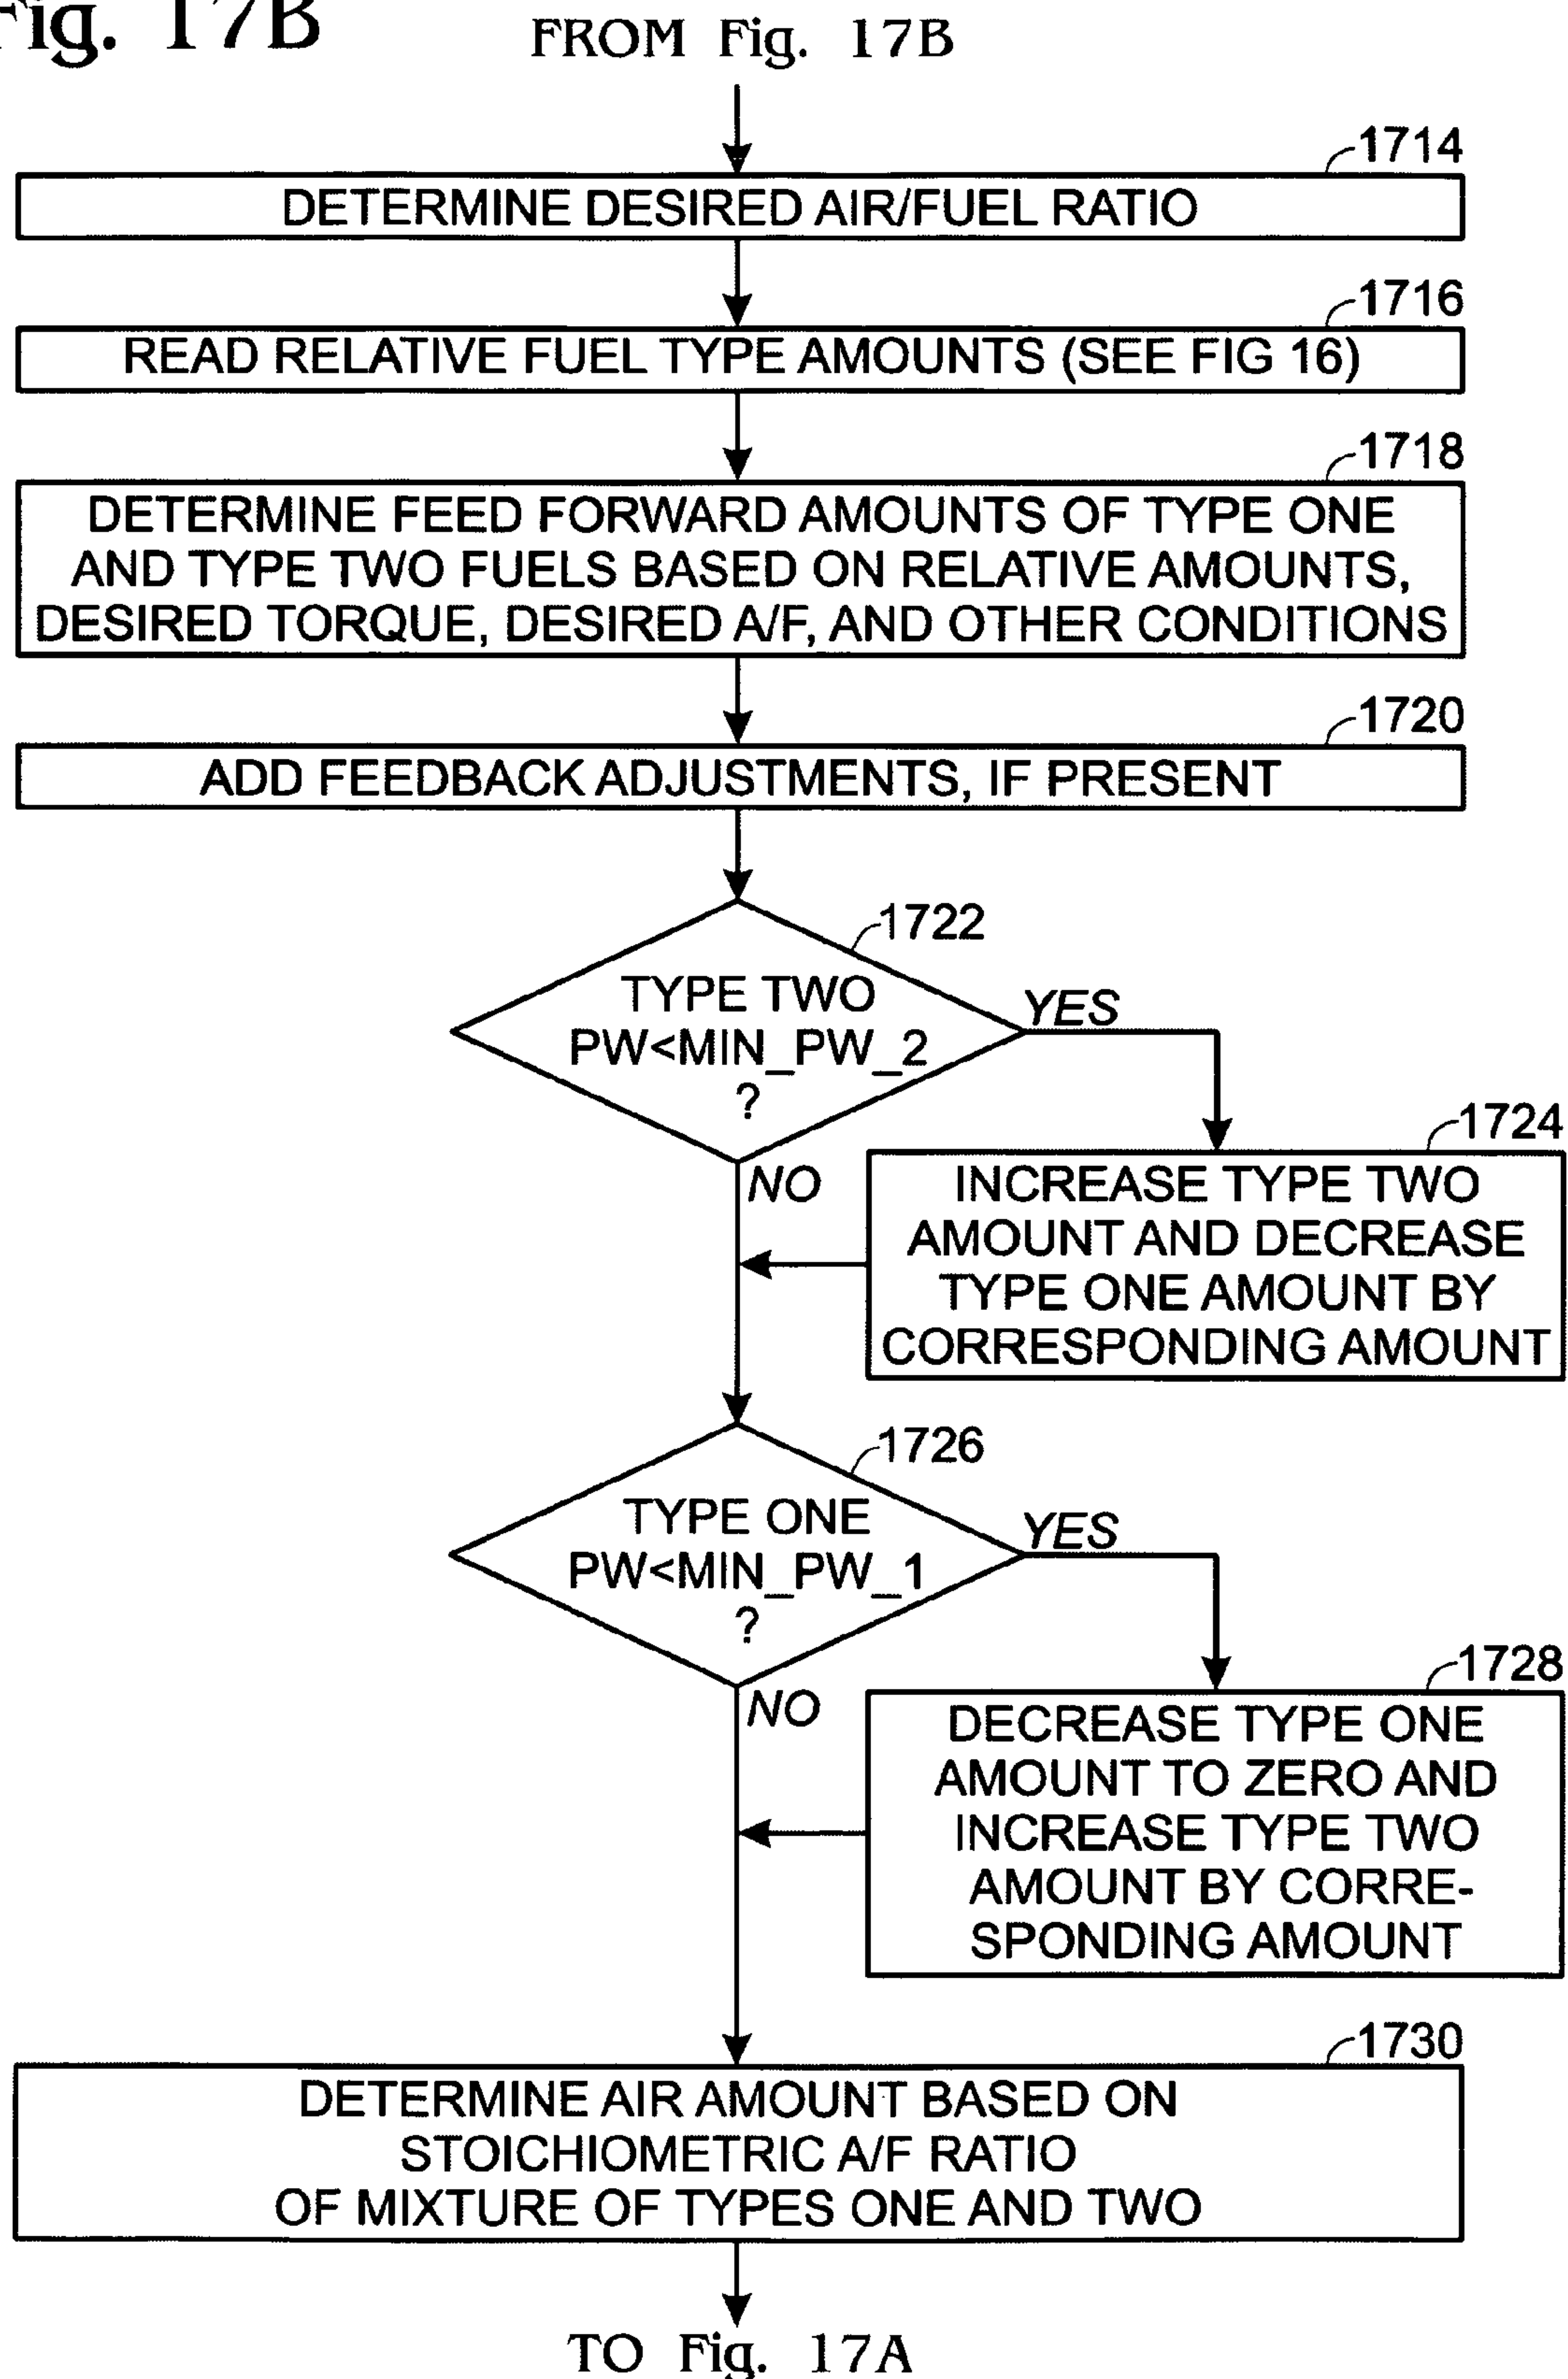 Fig. 17B
FROM Fig. 17B
1714
DETERMINE DESIRED AIR/FUEL RATIO
1716
READ RELATIVE FUEL TYPE AMOUNTS (SEE FIG 16)
1718
DETERMINE FEED FORWARD AMOUNTS OF TYPE ONE
AND TYPE TWO FUELS BASED ON RELATIVE AMOUNTS,
DESIRED TORQUE, DESIRED A/F, AND OTHER CONDITIONS
1720
ADD FEEDBACK ADJUSTMENTS, IF PRESENT
1722
TYPE TWO
PW<MIN_PW_2
?
YES
NO
1724
INCREASE TYPE TWO
AMOUNT AND DECREASE
TYPE ONE AMOUNT BY
CORRESPONDING AMOUNT
1726
TYPE ONE
PW<MIN_PW_1
?
YES
NO
1728
DECREASE TYPE ONE
AMOUNT TO ZERO AND
INCREASE TYPE TWO
AMOUNT BY CORRE-
SPONDING AMOUNT
1730
DETERMINE AIR AMOUNT BASED ON
STOICHIOMETRIC A/F RATIO
OF MIXTURE OF TYPES ONE AND TWO
TO Fig. 17A